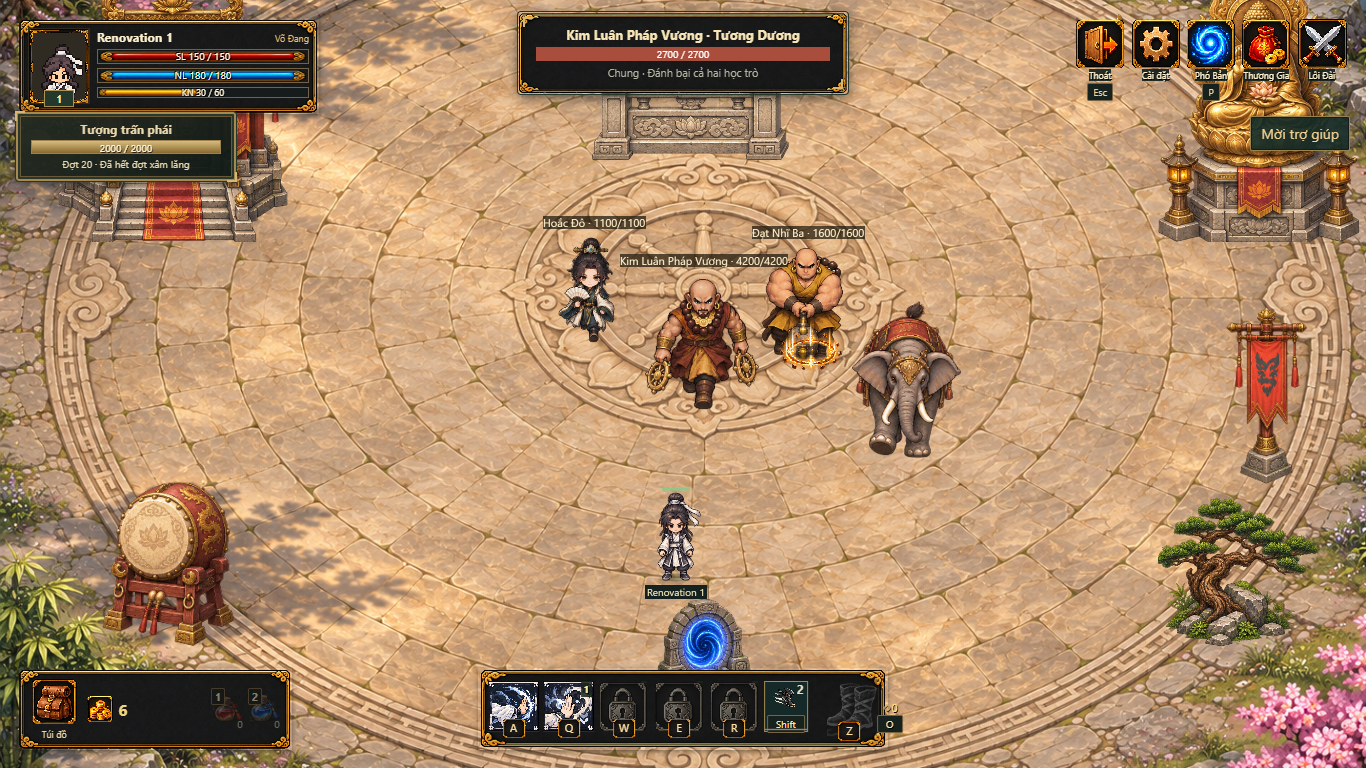 Renovation 1
Võ Đang
SL 150 / 150
NL 180 / 180
KN 30 / 60
1
Tượng trấn phái
2000 / 2000
Đợt 20 · Đã hết đợt xâm lăng
Kim Luân Pháp Vương - Tương Dương
2700 / 2700
Chung · Đánh bại cả hai học trò
Thoát
Cài đặt
Phó Bản
Thương Gia
Lôi Đài
Esc
P
Mời trợ giúp
Hoắc Đô · 1100/1100
Đạt Nhĩ Ba · 1600/1600
Kim Luân Pháp Vương · 4200/4200
Renovation 1
Túi đồ
6
1
0
2
0
A
1
Q
W
E
R
2
Shift
Z
O